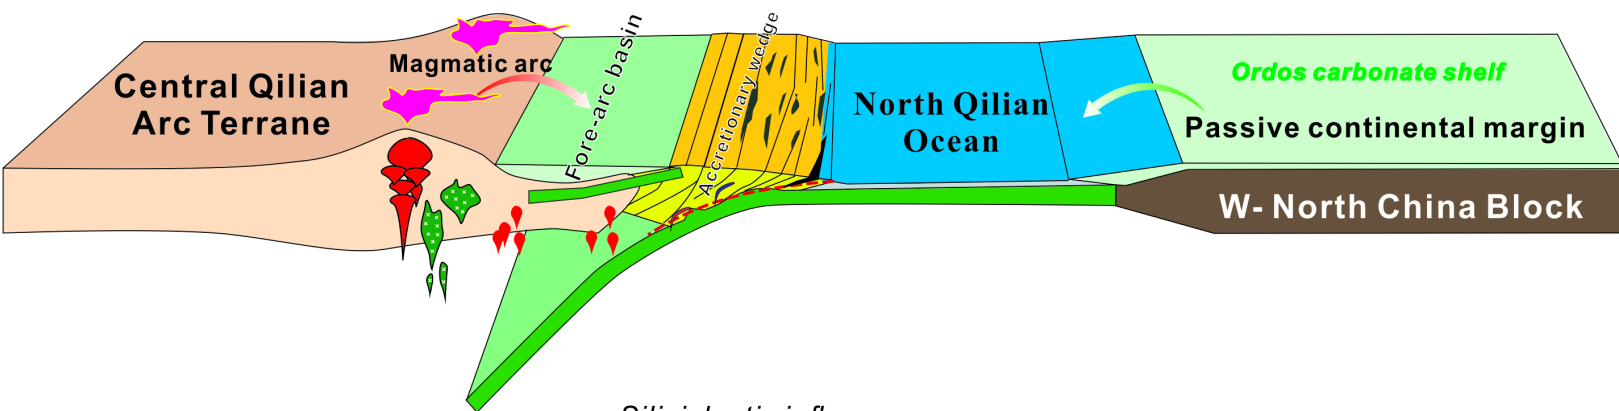 Central Qilian
Arc Terrane
Magmatic arc
Fore-arc basin
Accretionary wedge
North Qilian
Ocean
Ordos carbonate shelf
Passive continental margin
W- North China Block